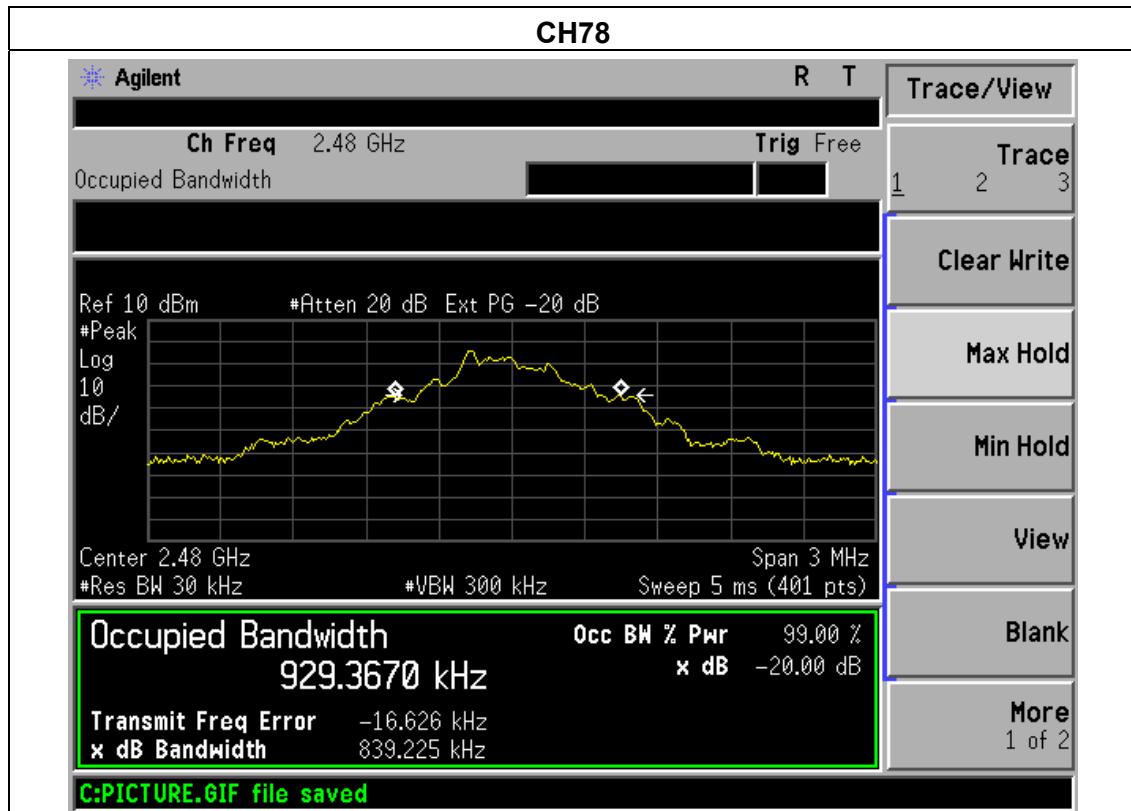 CH78
Agilent
R T
Ch Freq 2.48 GHz Trig Free
Occupied Bandwidth
Ref 10 dBm #Atten 20 dB Ext PG -20 dB
#Peak
Log
10
dB/
Center 2.48 GHz Span 3 MHz
#Res BW 30 kHz #VBW 300 kHz Sweep 5 ms (401 pts)
Occupied Bandwidth Occ BW % Pwr 99.00 %
929.3670 kHz x dB -20.00 dB
Transmit Freq Error -16.626 kHz
x dB Bandwidth 839.225 kHz
C:PICTURE.GIF file saved
Trace/View
Trace
1 2 3
Clear Write
Max Hold
Min Hold
View
Blank
More
1 of 2